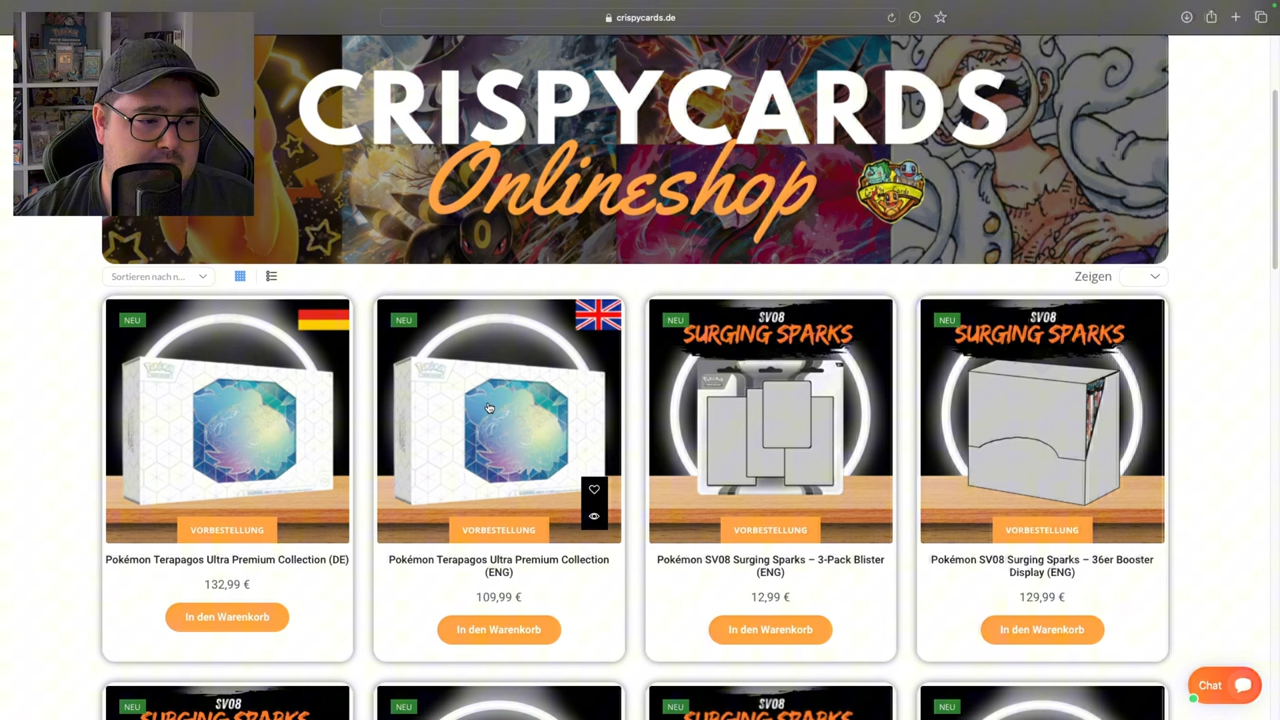 crispycards.de
CRISPYCARDS
Onlineshop
Sortieren nach n...
Zeigen
NEU
NEU
NEU
SV08
SURGING SPARKS
NEU
SV08
SURGING SPARKS
VORBESTELLUNG
VORBESTELLUNG
VORBESTELLUNG
VORBESTELLUNG
Pokémon Terapagos Ultra Premium Collection (DE)
132,99 €
In den Warenkorb
Pokémon Terapagos Ultra Premium Collection
(ENG)
109,99 €
In den Warenkorb
Pokémon SV08 Surging Sparks – 3-Pack Blister
(ENG)
12,99 €
In den Warenkorb
Pokémon SV08 Surging Sparks – 36er Booster
Display (ENG)
129,99 €
In den Warenkorb
NEU
SV08
SURGING SPARKS
NEU
NEU
SV08
SURGING SPARKS
NEU
Chat